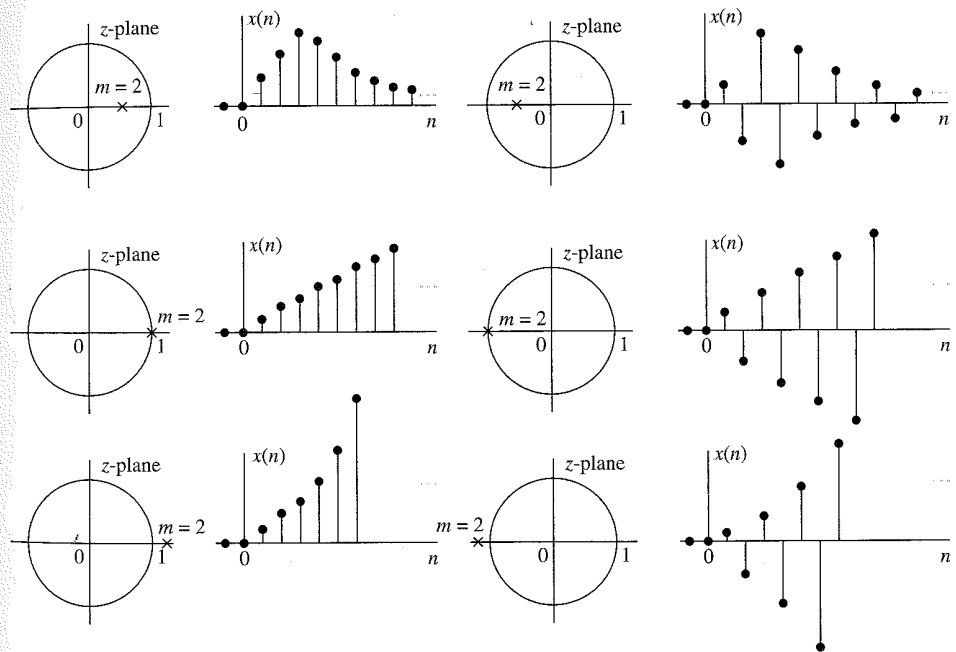 z-plane
x(n)
m = 2
0
1
0
n
z-plane
x(n)
m = 2
0
1
0
n
z-plane
x(n)
m = 2
0
1
0
n
z-plane
x(n)
m = 2
0
1
0
n
z-plane
x(n)
m = 2
0
1
0
n
z-plane
x(n)
m = 2
0
1
0
n